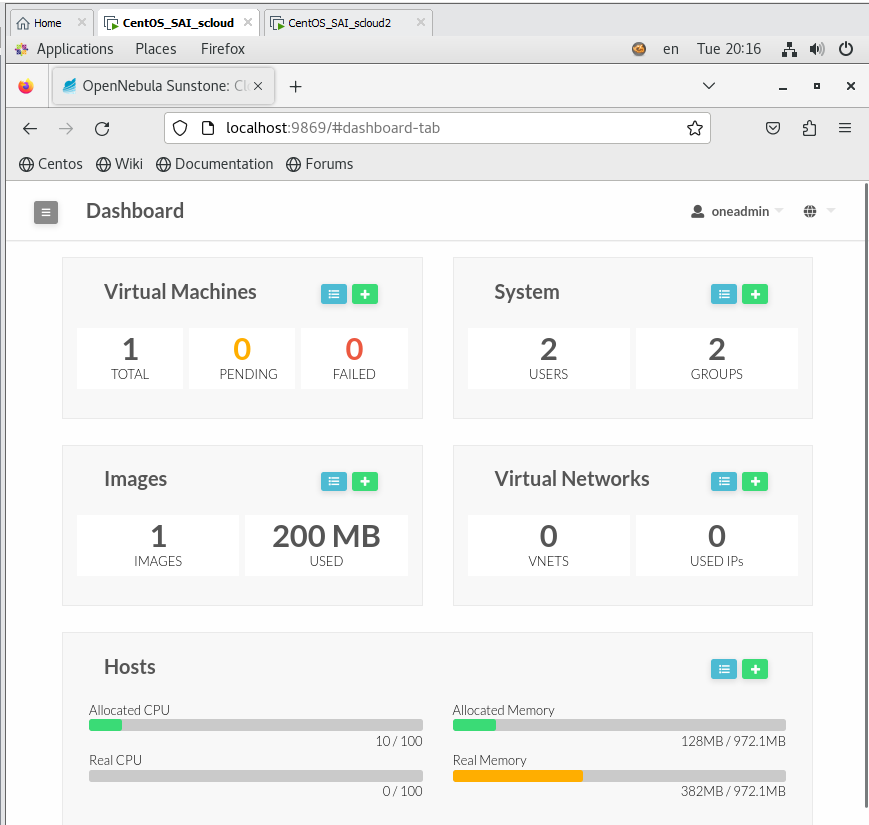 Home CentOS_SAI_scloud CentOS_SAI_scloud2
Applications Places Firefox en Tue 20:16
OpenNebula Sunstone: Cl
localhost:9869/#dashboard-tab
Centos Wiki Documentation Forums
Dashboard oneadmin
Virtual Machines
1 0 0
TOTAL PENDING FAILED
System
2 2
USERS GROUPS
Images
1 200 MB
IMAGES USED
Virtual Networks
0 0
VNETS USED IPs
Hosts
Allocated CPU
10 / 100
Real CPU
0 / 100
Allocated Memory
128MB / 972.1MB
Real Memory
382MB / 972.1MB